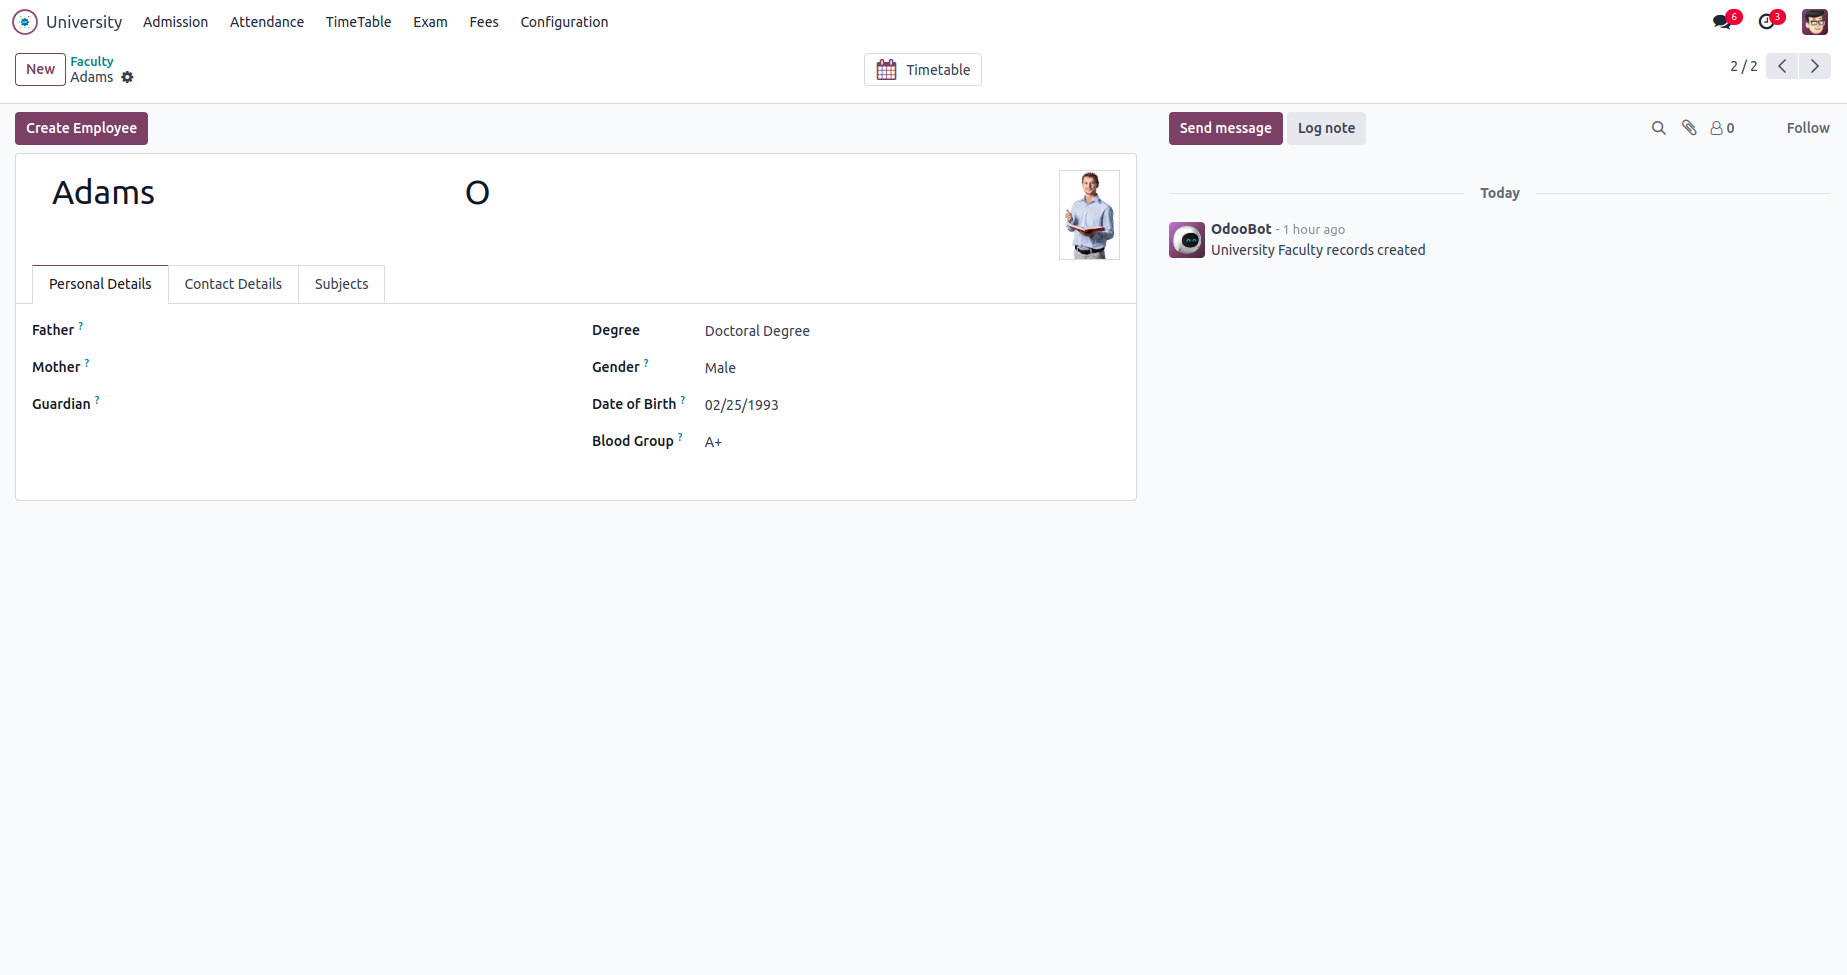 University Admission Attendance TimeTable Exam Fees Configuration 6 3
New Faculty
Adams
Timetable
2 / 2
Create Employee
Send message Log note 0 Follow
Adams O
Today
OdooBot - 1 hour ago
University Faculty records created
Personal Details Contact Details Subjects
Father ?
Mother ?
Guardian ?
Degree Doctoral Degree
Gender ? Male
Date of Birth ? 02/25/1993
Blood Group ? A+